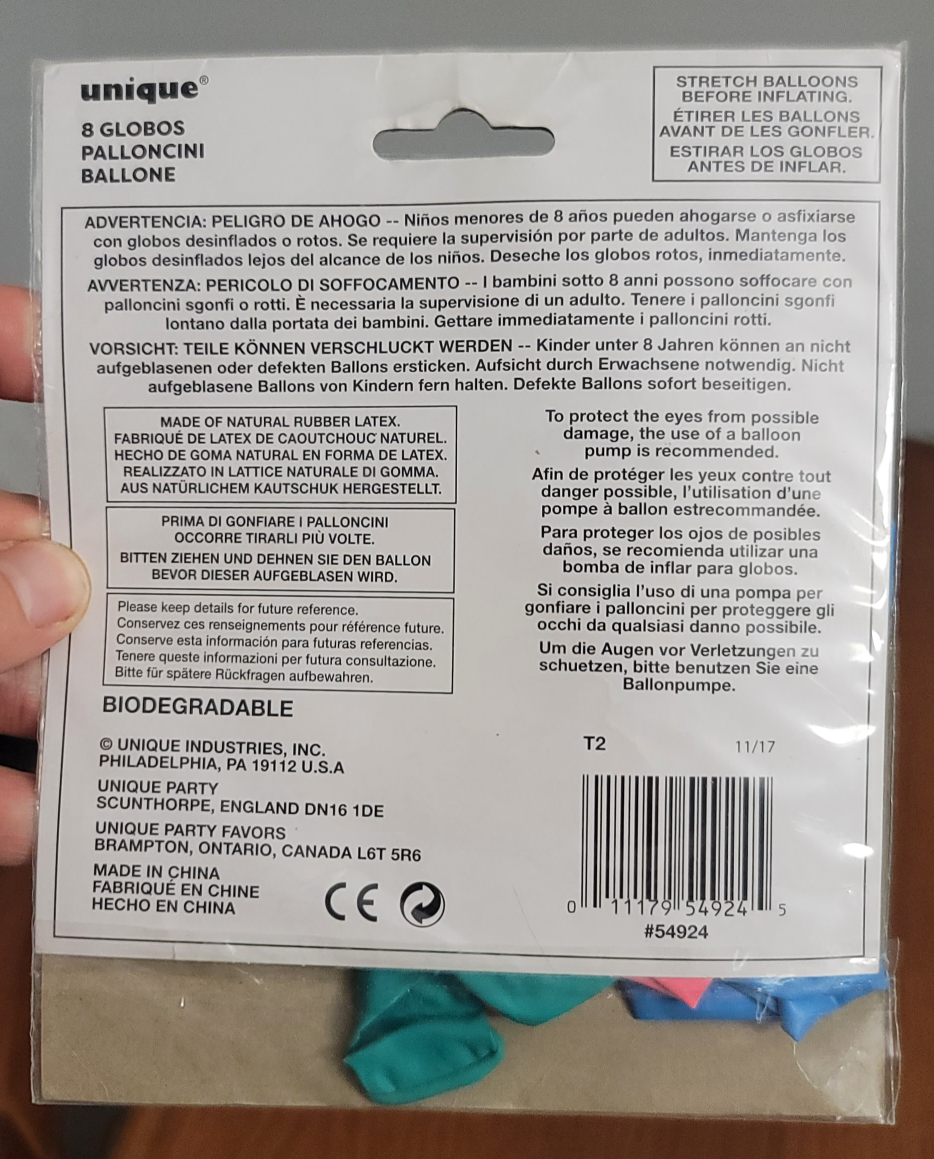 unique®
8 GLOBOS
PALLONCINI
BALLONE
STRETCH BALLOONS
BEFORE INFLATING.
ÉTIRER LES BALLONS
AVANT DE LES GONFLER.
ESTIRAR LOS GLOBOS
ANTES DE INFLAR.
ADVERTENCIA: PELIGRO DE AHOGO -- Niños menores de 8 años pueden ahogarse o asfixiarse
con globos desinflados o rotos. Se requiere la supervisión por parte de adultos. Mantenga los
globos desinflados lejos del alcance de los niños. Deseche los globos rotos, inmediatamente.
AVVERTENZA: PERICOLO DI SOFFOCAMENTO -- I bambini sotto 8 anni possono soffocare con
palloncini sgonfi o rotti. È necessaria la supervisione di un adulto. Tenere i palloncini sgonfi
lontano dalla portata dei bambini. Gettare immediatamente i palloncini rotti.
VORSICHT: TEILE KÖNNEN VERSCHLUCKT WERDEN -- Kinder unter 8 Jahren können an nicht
aufgeblasenen oder defekten Ballons ersticken. Aufsicht durch Erwachsene notwendig. Nicht
aufgeblasene Ballons von Kindern fern halten. Defekte Ballons sofort beseitigen.
MADE OF NATURAL RUBBER LATEX.
FABRIQUÉ DE LATEX DE CAOUTCHOUC NATUREL.
HECHO DE GOMA NATURAL EN FORMA DE LATEX.
REALIZZATO IN LATTICE NATURALE DI GOMMA.
AUS NATÜRLICHEM KAUTSCHUK HERGESTELLT.
PRIMA DI GONFIARE I PALLONCINI
OCCORRE TIRARLI PIÙ VOLTE.
BITTEN ZIEHEN UND DEHNEN SIE DEN BALLON
BEVOR DIESER AUFGEBLASEN WIRD.
Please keep details for future reference.
Conservez ces renseignements pour référence future.
Conserve esta información para futuras referencias.
Tenere queste informazioni per futura consultazione.
Bitte für spätere Rückfragen aufbewahren.
To protect the eyes from possible
damage, the use of a balloon
pump is recommended.
Afin de protéger les yeux contre tout
danger possible, l'utilisation d'une
pompe à ballon estrecommandée.
Para proteger los ojos de posibles
daños, se recomienda utilizar una
bomba de inflar para globos.
Si consiglia l'uso di una pompa per
gonfiare i palloncini per proteggere gli
occhi da qualsiasi danno possibile.
Um die Augen vor Verletzungen zu
schuetzen, bitte benutzen Sie eine
Ballonpumpe.
BIODEGRADABLE
© UNIQUE INDUSTRIES, INC.
PHILADELPHIA, PA 19112 U.S.A
UNIQUE PARTY
SCUNTHORPE, ENGLAND DN16 1DE
UNIQUE PARTY FAVORS
BRAMPTON, ONTARIO, CANADA L6T 5R6
MADE IN CHINA
FABRIQUÉ EN CHINE
HECHO EN CHINA
CE
T2
11/17
0 11179 54924 5
#54924